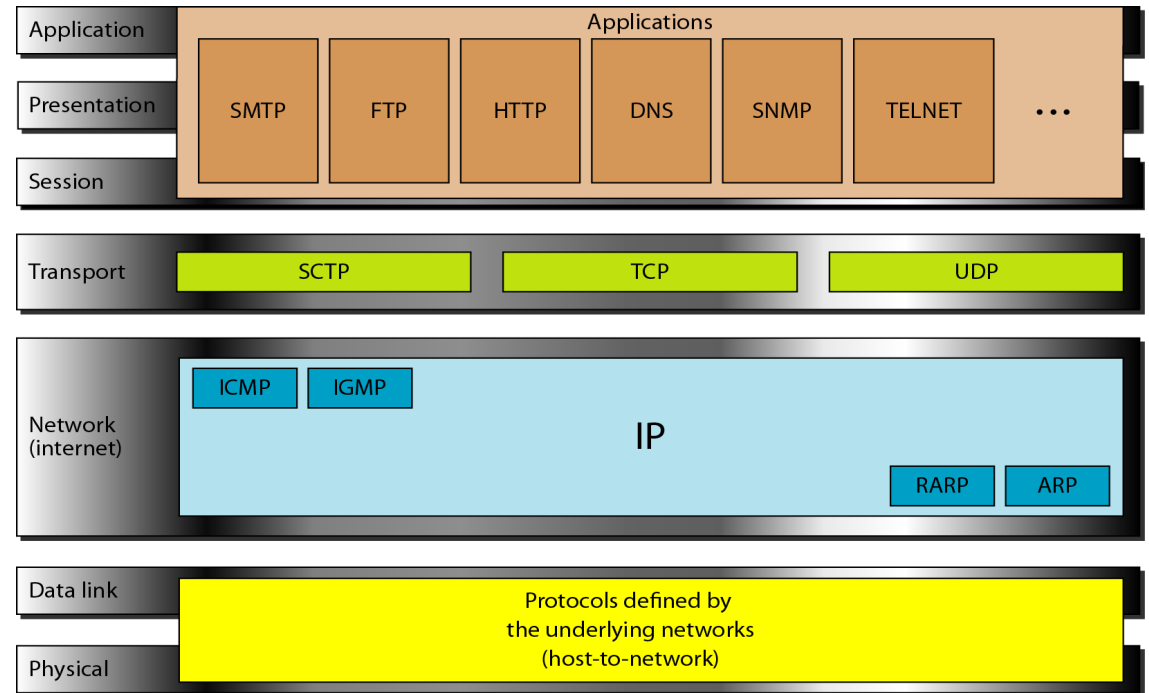 Application
Applications
Presentation
SMTP
FTP
HTTP
DNS
SNMP
TELNET
...
Session
Transport
SCTP
TCP
UDP
Network
(internet)
ICMP
IGMP
IP
RARP
ARP
Data link
Protocols defined by
the underlying networks
(host-to-network)
Physical